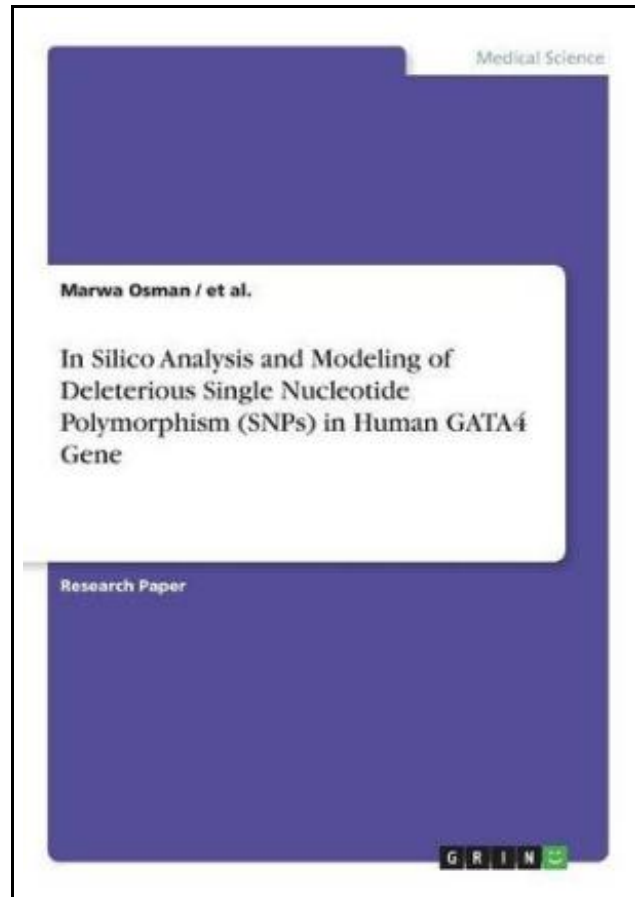 Medical Science
Marwa Osman / et al.
In Silico Analysis and Modeling of
Deleterious Single Nucleotide
Polymorphism (SNPs) in Human GATA4
Gene
Research Paper
GRIN